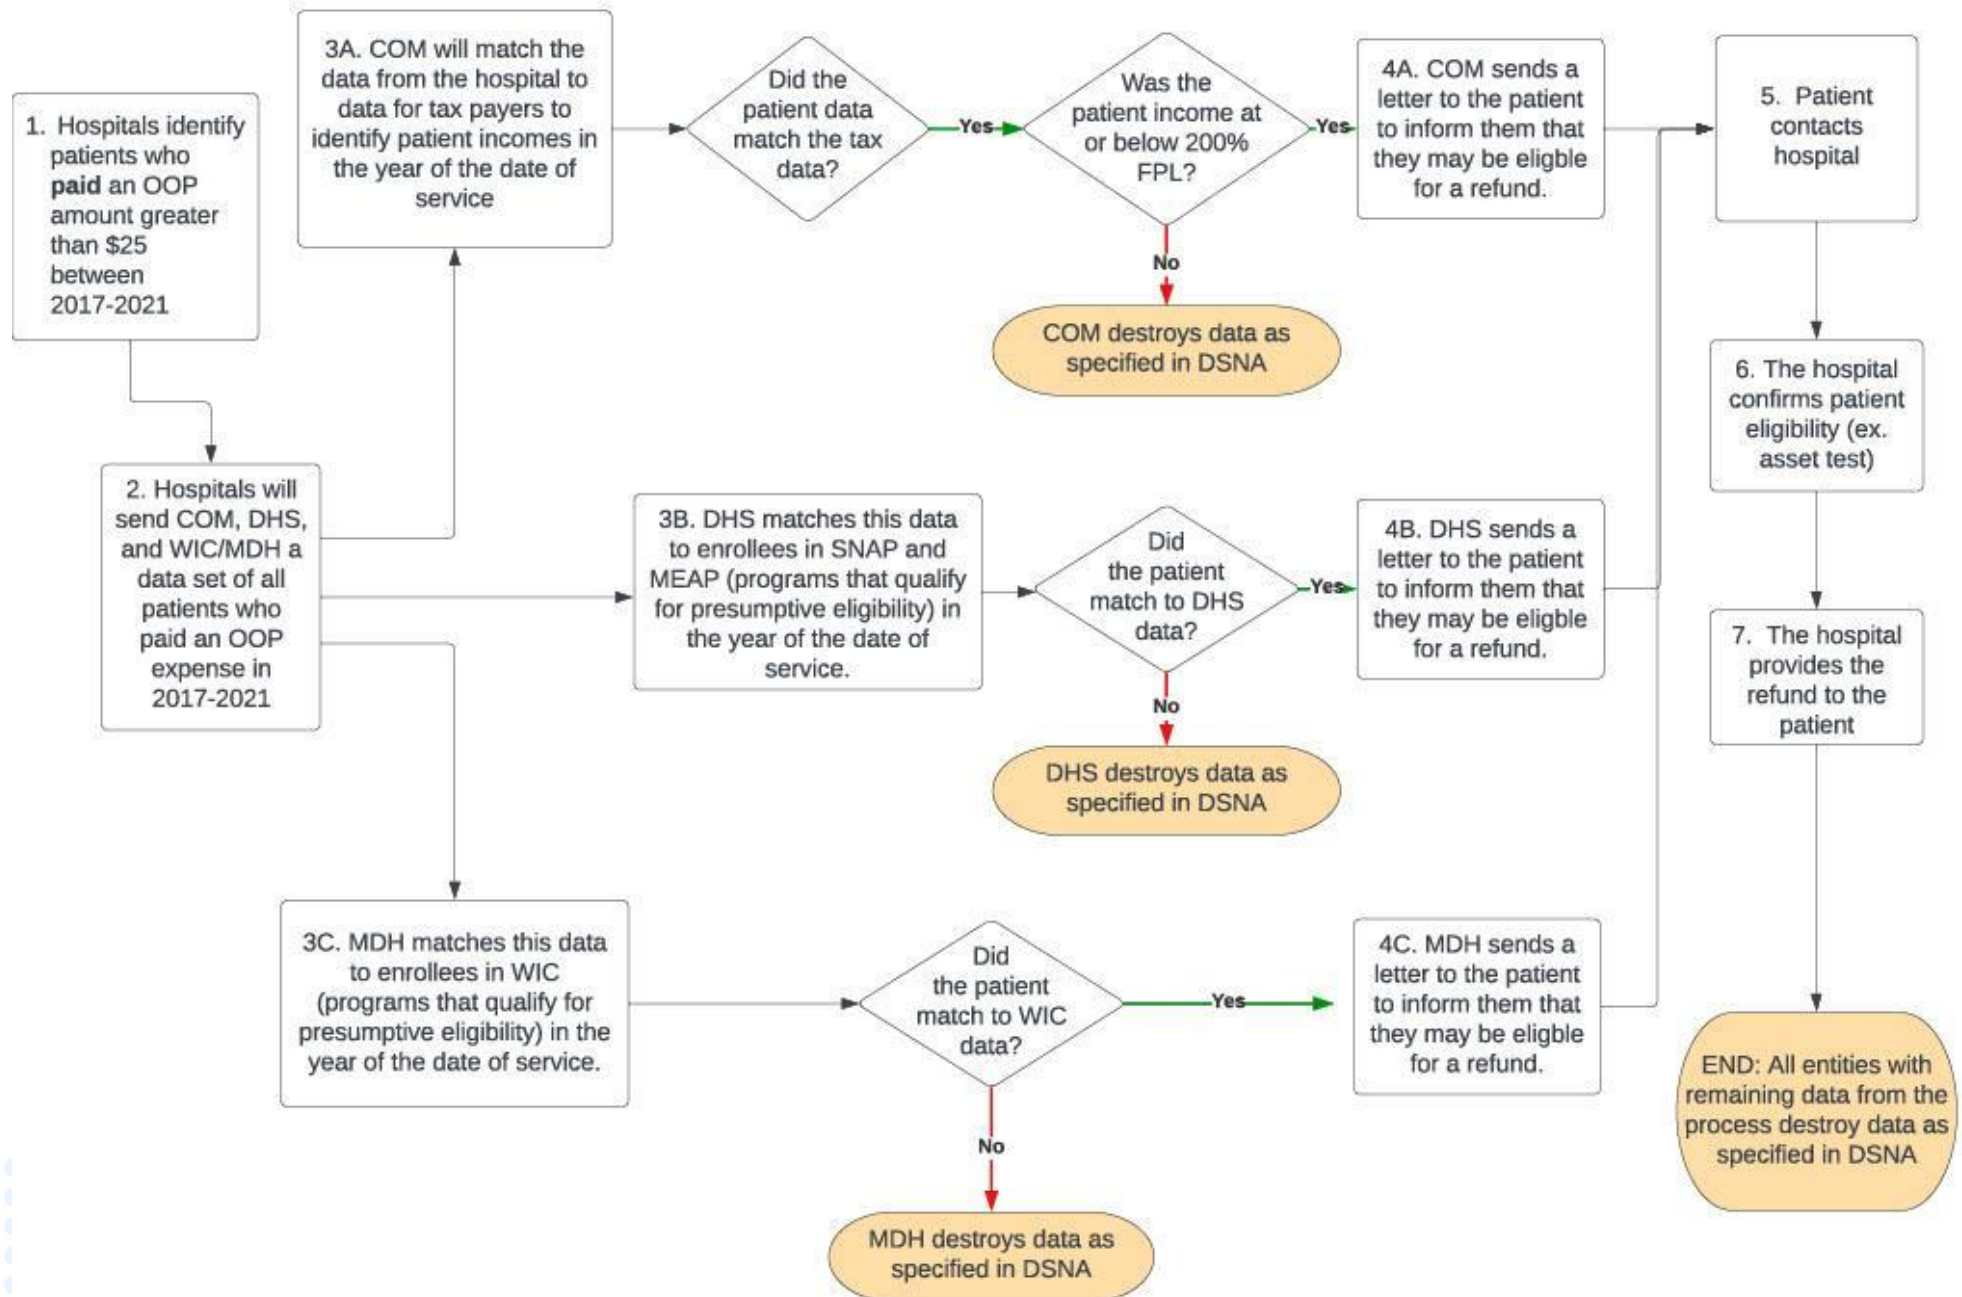 1. Hospitals identify
patients who
paid an OOP
amount greater
than $25
between
2017-2021
2. Hospitals will
send COM, DHS,
and WIC/MDH a
data set of all
patients who
paid an OOP
expense in
2017-2021
3A. COM will match the
data from the hospital to
data for tax payers to
identify patient incomes in
the year of the date of
service
Did the
patient data
match the tax
data?
Yes
Was the
patient income at
or below 200%
FPL?
Yes
No
COM destroys data as
specified in DSNA
4A. COM sends a
letter to the patient
to inform them that
they may be eligble
for a refund.
3B. DHS matches this data
to enrollees in SNAP and
MEAP (programs that qualify
for presumptive eligibility) in
the year of the date of
service.
Did
the patient
match to DHS
data?
Yes
No
DHS destroys data as
specified in DSNA
4B. DHS sends a
letter to the patient
to inform them that
they may be eligble
for a refund.
3C. MDH matches this data
to enrollees in WIC
(programs that qualify for
presumptive eligibility) in the
year of the date of service.
Did
the patient
match to WIC
data?
Yes
No
MDH destroys data as
specified in DSNA
4C. MDH sends a
letter to the patient
to inform them that
they may be eligble
for a refund.
5. Patient
contacts
hospital
6. The hospital
confirms patient
eligibility (ex.
asset test)
7. The hospital
provides the
refund to the
patient
END: All entities with
remaining data from the
process destroy data as
specified in DSNA